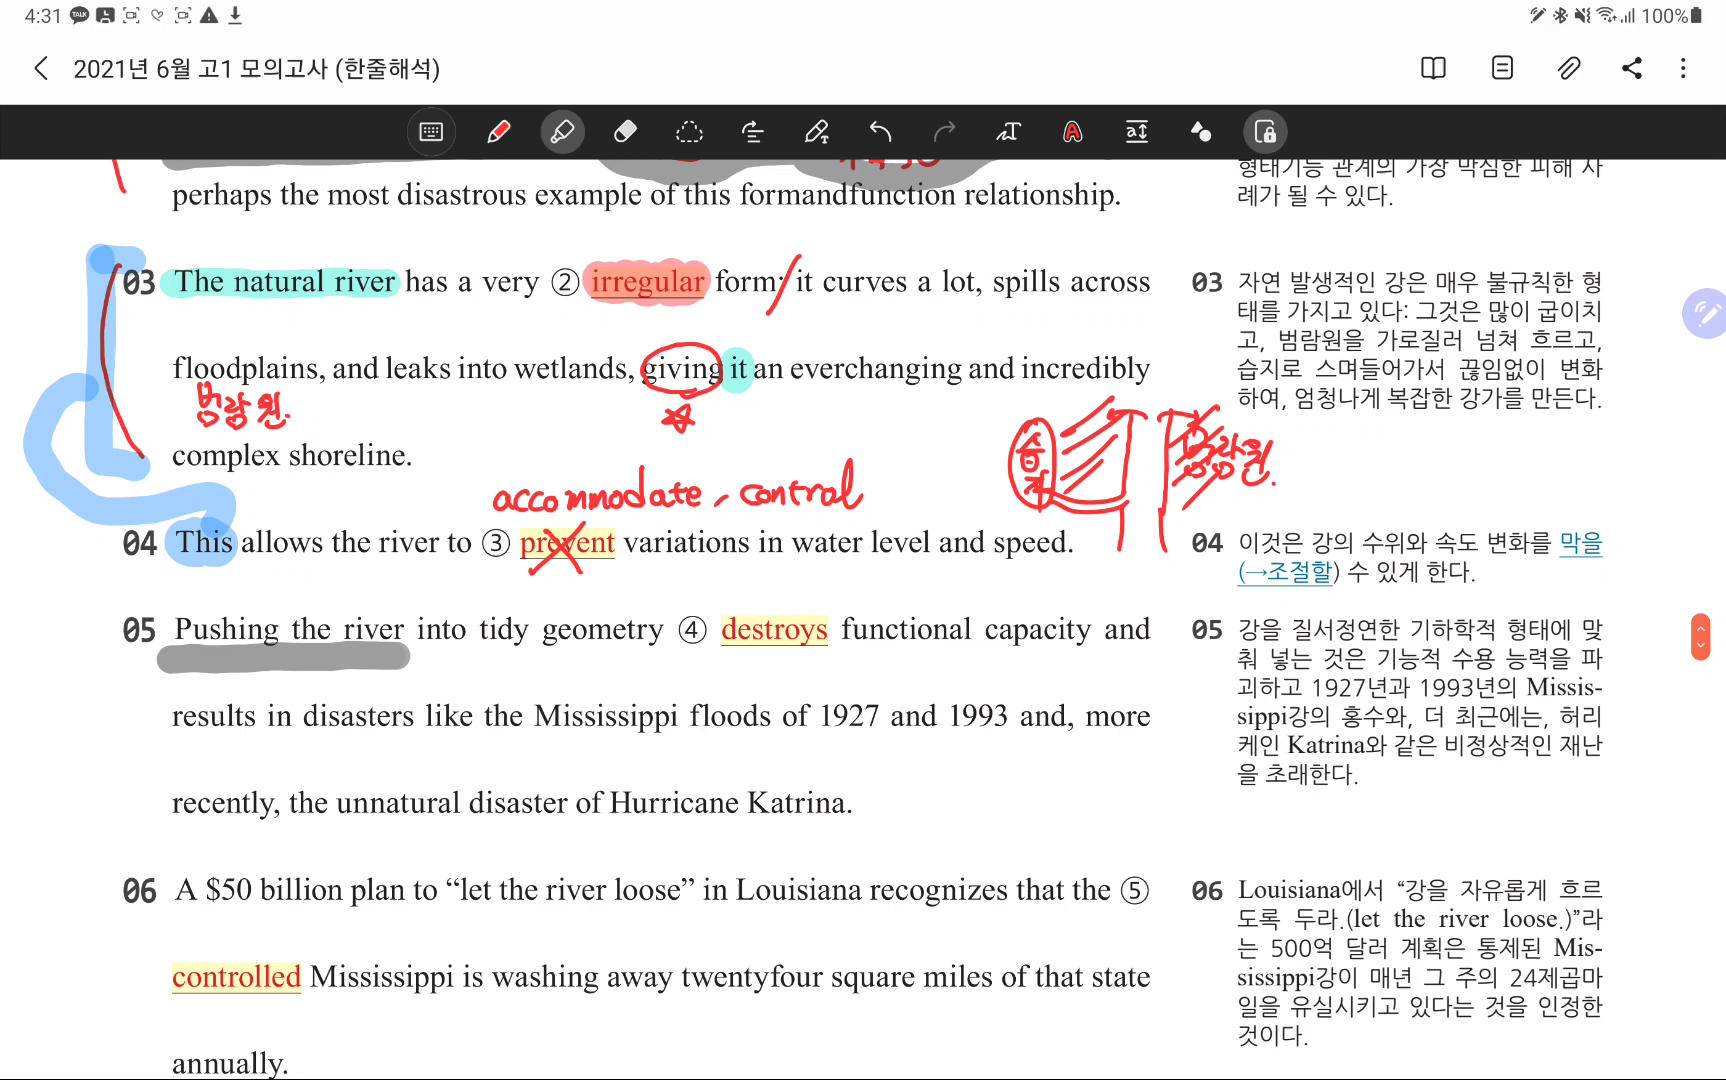 4:31
100%
2021년 6월 고1 모의고사 (한줄해석)
perhaps the most disastrous example of this formandfunction relationship.
형태기능 관계의 가장 막심한 피해 사
례가 될 수 있다.
03 The natural river has a very ② irregular form: it curves a lot, spills across
floodplains, and leaks into wetlands, giving it an everchanging and incredibly
범람원.
complex shoreline.
습지
범람원.
03 자연 발생적인 강은 매우 불규칙한 형
태를 가지고 있다: 그것은 많이 굽이치
고, 범람원을 가로질러 넘쳐 흐르고,
습지로 스며들어가서 끊임없이 변화
하여, 엄청나게 복잡한 강가를 만든다.
accommodate, control
04 This allows the river to ③ prevent variations in water level and speed.
04 이것은 강의 수위와 속도 변화를 막을
(→조절할) 수 있게 한다.
05 Pushing the river into tidy geometry ④ destroys functional capacity and
results in disasters like the Mississippi floods of 1927 and 1993 and, more
recently, the unnatural disaster of Hurricane Katrina.
05 강을 질서정연한 기하학적 형태에 맞
춰 넣는 것은 기능적 수용 능력을 파
괴하고 1927년과 1993년의 Missis-
sippi강의 홍수와, 더 최근에는, 허리
케인 Katrina와 같은 비정상적인 재난
을 초래한다.
06 A $50 billion plan to “let the river loose” in Louisiana recognizes that the ⑤
controlled Mississippi is washing away twentyfour square miles of that state
annually.
06 Louisiana에서 “강을 자유롭게 흐르
도록 두라.(let the river loose.)”라
는 500억 달러 계획은 통제된 Mis-
sissippi강이 매년 그 주의 24제곱마
일을 유실시키고 있다는 것을 인정한
것이다.